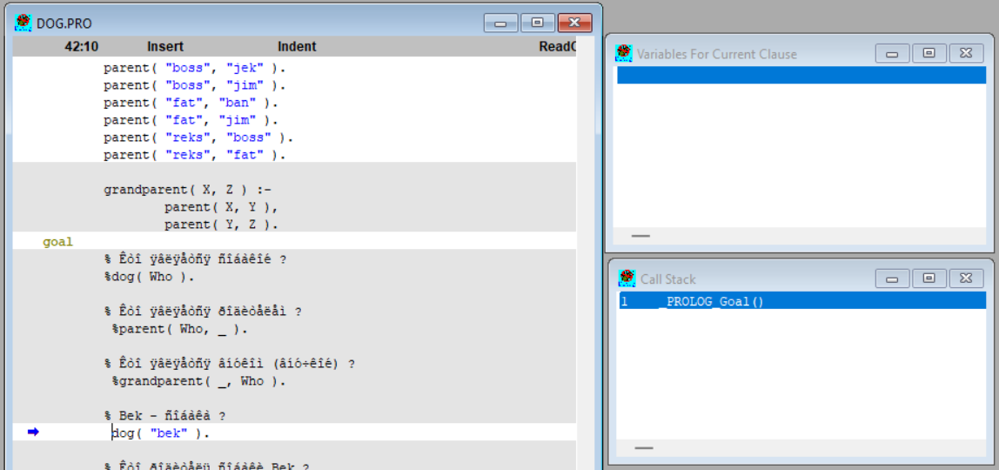 DOG.PRO
42:10 Insert Indent ReadO
parent( "boss", "jek" ).
parent( "boss", "jim" ).
parent( "fat", "ban" ).
parent( "fat", "jim" ).
parent( "reks", "boss" ).
parent( "reks", "fat" ).
grandparent( X, Z ) :-
parent( X, Y ),
parent( Y, Z ).
goal
% Êòî ÿâëÿåòñÿ ñîáàêîé ?
%dog( Who ).
% Êòî ÿâëÿåòñÿ ðîäèòåëåì ?
%parent( Who, _ ).
% Êòî ÿâëÿåòñÿ âíóêîì (âíó÷êîé) ?
%grandparent( _, Who ).
% Bek - ñîáàêà ?
dog( "bek" ).
% Êòî ðîäèòåëü ñîáàêè Bek ?
Variables For Current Clause
Call Stack
1 _PROLOG_Goal()